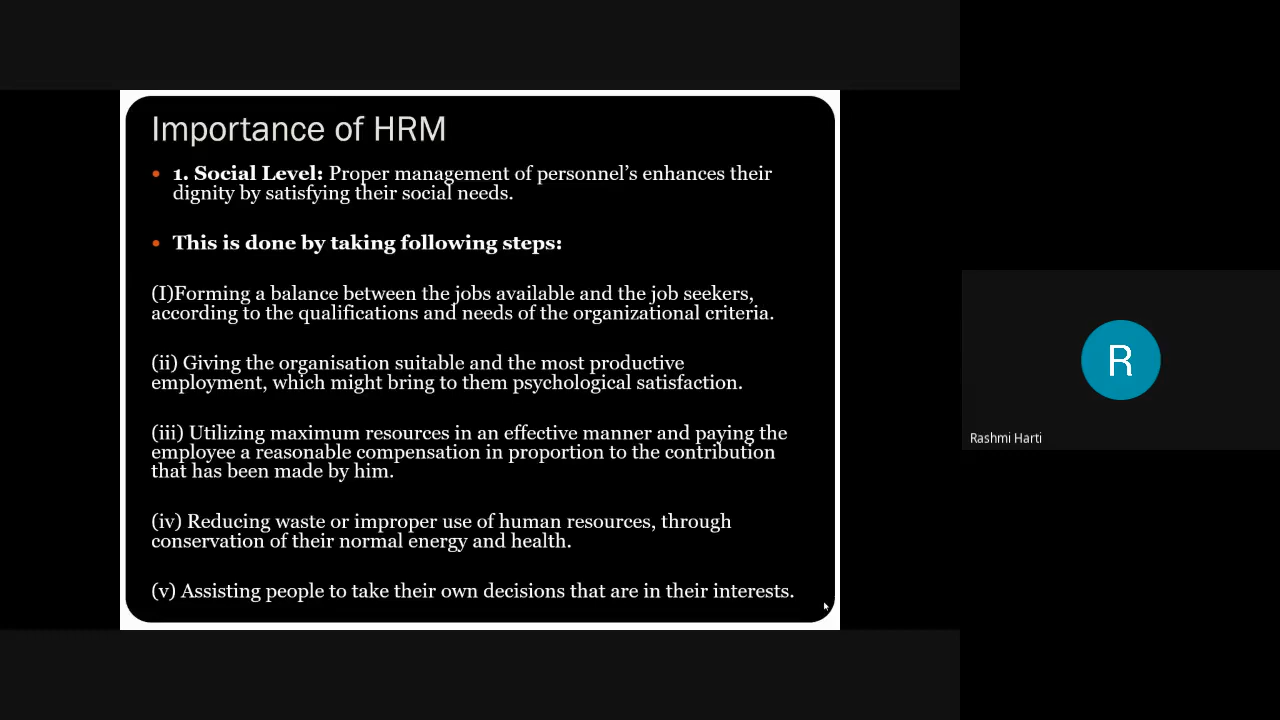 Importance of HRM
• 1. Social Level: Proper management of personnel’s enhances their
dignity by satisfying their social needs.
• This is done by taking following steps:
(I)Forming a balance between the jobs available and the job seekers,
according to the qualifications and needs of the organizational criteria.
(ii) Giving the organisation suitable and the most productive
employment, which might bring to them psychological satisfaction.
(iii) Utilizing maximum resources in an effective manner and paying the
employee a reasonable compensation in proportion to the contribution
that has been made by him.
(iv) Reducing waste or improper use of human resources, through
conservation of their normal energy and health.
(v) Assisting people to take their own decisions that are in their interests.
R
Rashmi Harti